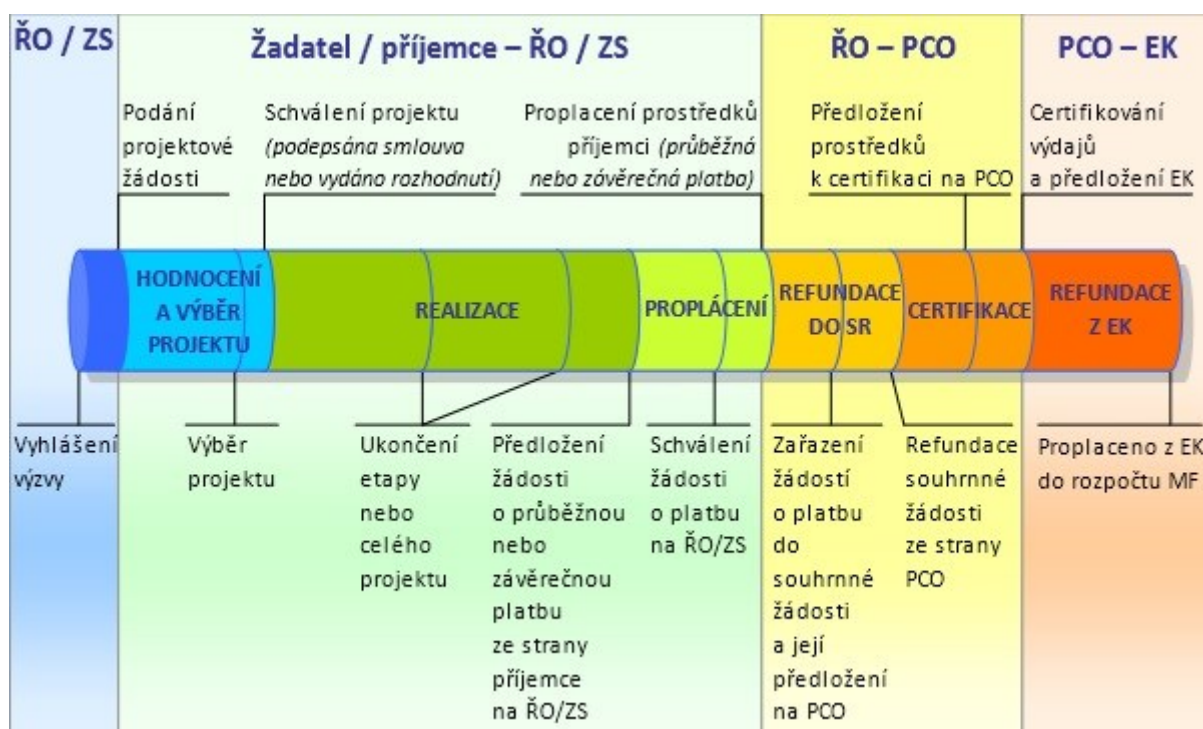 ŘO / ZS
Žadatel / příjemce – ŘO / ZS
ŘO – PCO
PCO – EK
Podání
projektové
žádosti
Schválení projektu
(podepsána smlouva
nebo vydáno rozhodnutí)
Proplacení prostředků
příjemci (průběžná
nebo závěrečná platba)
Předložení
prostředků
k certifikaci na PCO
Certifikování
výdajů
a předložení EK
HODNOCENÍ
A VÝBĚR
PROJEKTU
REALIZACE
PROPLÁCENÍ
REFUNDACE
DO SR
CERTIFIKACE
REFUNDACE
Z EK
Vyhlášení
výzvy
Výběr
projektu
Ukončení
etapy
nebo
celého
projektu
Předložení
žádosti
o průběžnou
nebo
závěrečnou
platbu
ze strany
příjemce
na ŘO/ZS
Schválení
žádosti
o platbu
na ŘO/ZS
Zařazení
žádostí
o platbu
do
souhrnné
žádosti
a její
předložení
na PCO
Refundace
souhrnné
žádosti
ze strany
PCO
Proplaceno z EK
do rozpočtu MF